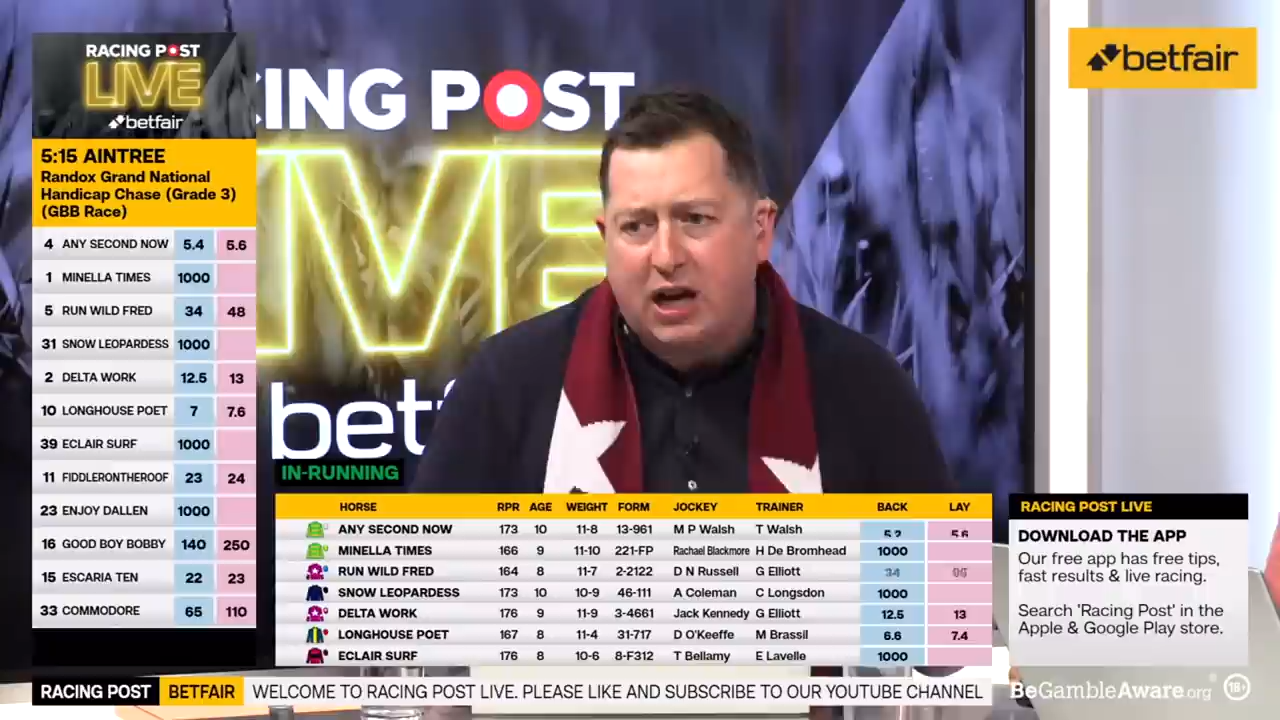 RACING POST
LIVE
betfair
CING POST
IVE
bet
betfair
5:15 AINTREE
Randox Grand National
Handicap Chase (Grade 3)
(GBB Race)
4 ANY SECOND NOW 5.4 5.6
1 MINELLA TIMES 1000
5 RUN WILD FRED 34 48
31 SNOW LEOPARDESS 1000
2 DELTA WORK 12.5 13
10 LONGHOUSE POET 7 7.6
39 ECLAIR SURF 1000
11 FIDDLERONTHEROOF 23 24
23 ENJOY DALLEN 1000
16 GOOD BOY BOBBY 140 250
15 ESCARIA TEN 22 23
33 COMMODORE 65 110
IN-RUNNING
HORSE RPR AGE WEIGHT FORM JOCKEY TRAINER BACK LAY
ANY SECOND NOW 173 10 11-8 13-961 M P Walsh T Walsh 5.2 5.6
MINELLA TIMES 166 9 11-10 221-FP Rachael Blackmore H De Bromhead 1000
RUN WILD FRED 164 8 11-7 2-2122 D N Russell G Elliott 34
SNOW LEOPARDESS 173 10 10-9 46-111 A Coleman C Longsdon 1000
DELTA WORK 176 9 11-9 3-4661 Jack Kennedy G Elliott 12.5 13
LONGHOUSE POET 167 8 11-4 31-717 D O'Keeffe M Brassil 6.6 7.4
ECLAIR SURF 176 8 10-6 8-F312 T Bellamy E Lavelle 1000
RACING POST LIVE
DOWNLOAD THE APP
Our free app has free tips,
fast results & live racing.
Search 'Racing Post' in the
Apple & Google Play store.
RACING POST BETFAIR WELCOME TO RACING POST LIVE. PLEASE LIKE AND SUBSCRIBE TO OUR YOUTUBE CHANNEL
BeGambleAware.org 18+